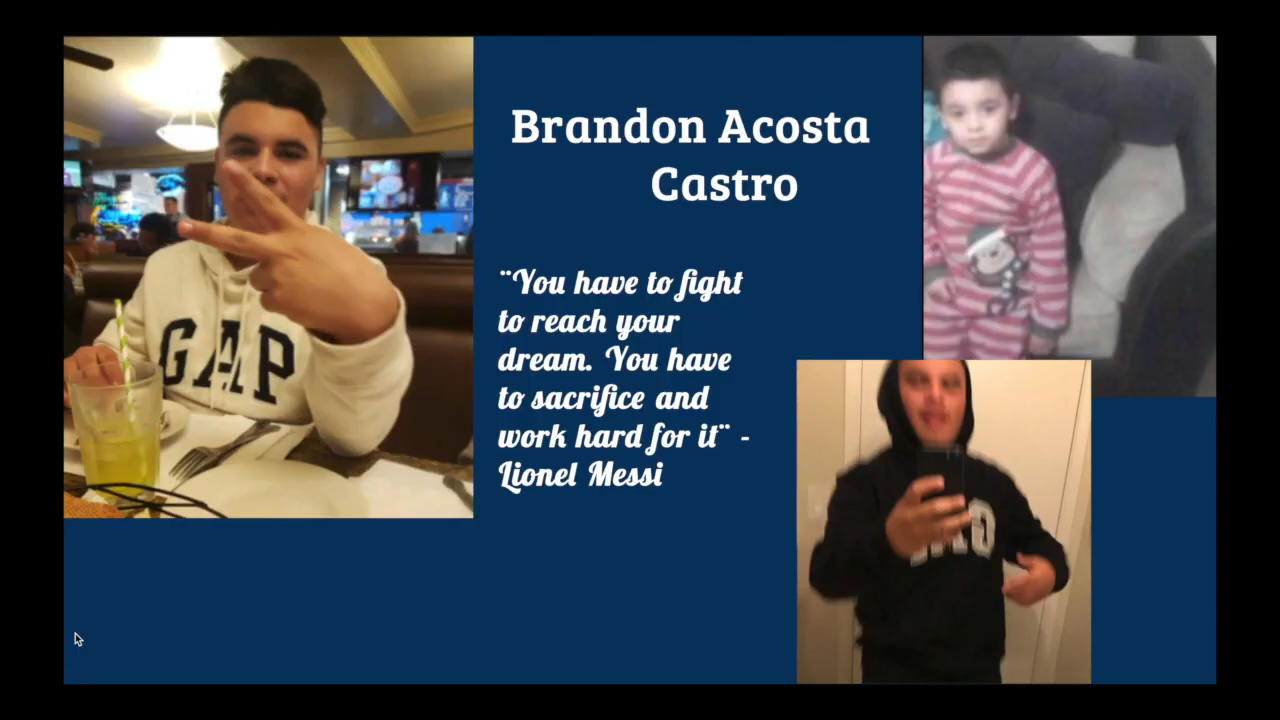 Brandon Acosta
Castro
¨You have to fight
to reach your
dream. You have
to sacrifice and
work hard for it¨ -
Lionel Messi
GAP